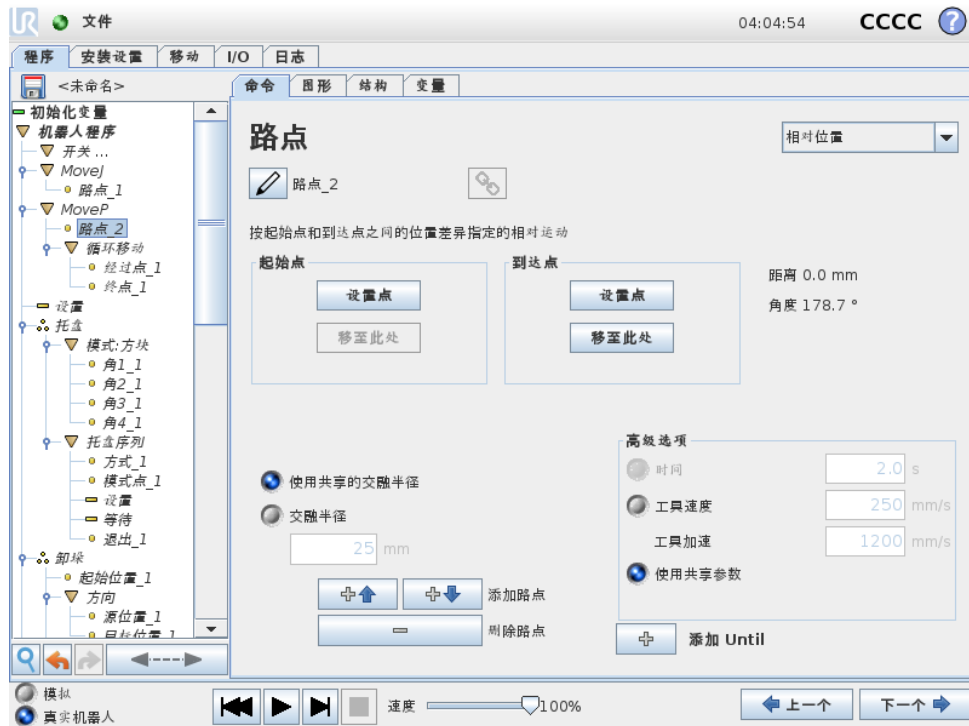 UR 文件 04:04:54 CCCC ?
程序 安装设置 移动 I/O 日志
<未命名> 命令 图形 结构 变量
初始化变量
机器人程序
开关 ...
MoveJ
路点_1
MoveP
路点_2
循环移动
经过点_1
终点_1
设置
托盘
模式:方块
角1_1
角2_1
角3_1
角4_1
托盘序列
方式_1
模式点_1
设置
等待
退出_1
卸垛
起始位置_1
方向
源位置_1
目标位置_1
路点
相对位置
路点_2
按起始点和到达点之间的位置差异指定的相对运动
起始点
设置点
移至此处
到达点
设置点
移至此处
距离 0.0 mm
角度 178.7 °
使用共享的交融半径
交融半径
25 mm
添加路点
删除路点
高级选项
时间 2.0 s
工具速度 250 mm/s
工具加速 1200 mm/s
使用共享参数
添加 Until
模拟
真实机器人
速度 100%
上一个 下一个